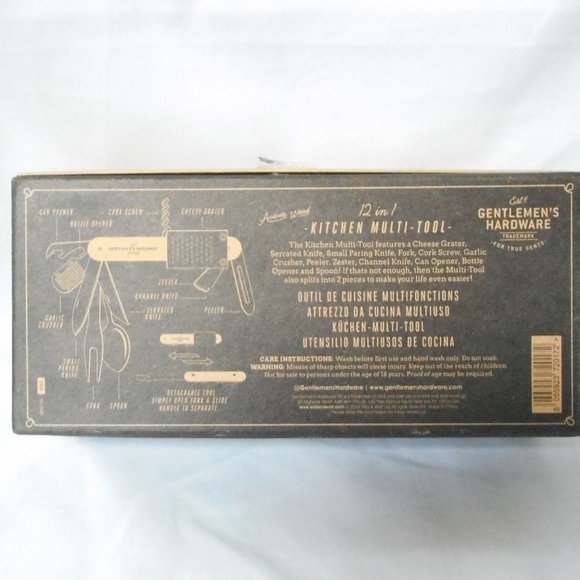 CAN OPENER
BOTTLE OPENER
CORK SCREW
CHEESE GRATER
GENTLEMEN'S HARDWARE
ZESTER
CHANNEL KNIFE
SERRATED
KNIFE
PEELER
GARLIC
CRUSHER
SMALL
PARING
KNIFE
FORK
SPOON
DETACHABLE TOOL
SIMPLY OPEN FORK & SLIDE
HANDLE TO SEPARATE.
Acacia Wood
12 in 1
-KITCHEN MULTI-TOOL-
The Kitchen Multi-Tool features a Cheese Grater,
Serrated Knife, Small Paring Knife, Fork, Cork Screw, Garlic
Crusher, Peeler, Zester, Channel Knife, Can Opener, Bottle
Opener and Spoon! If thats not enough, then the Multi-Tool
also splits into 2 pieces to make your life even easier!
OUTIL DE CUISINE MULTIFONCTIONS
ATTREZZO DA CUCINA MULTIUSO
KÜCHEN-MULTI-TOOL
UTENSILIO MULTIUSOS DE COCINA
CARE INSTRUCTIONS: Wash before first use and hand wash only. Do not soak.
WARNING: Misuse of sharp objects will cause injury. Keep out of the reach of children.
Not for sale to persons under the age of 18 years. Proof of age may be required.
@GentlemensHardware | www.gentlemenshardware.com
Est'd
GENTLEMEN'S
HARDWARE
TRADEMARK
-FOR TRUE GENTS-